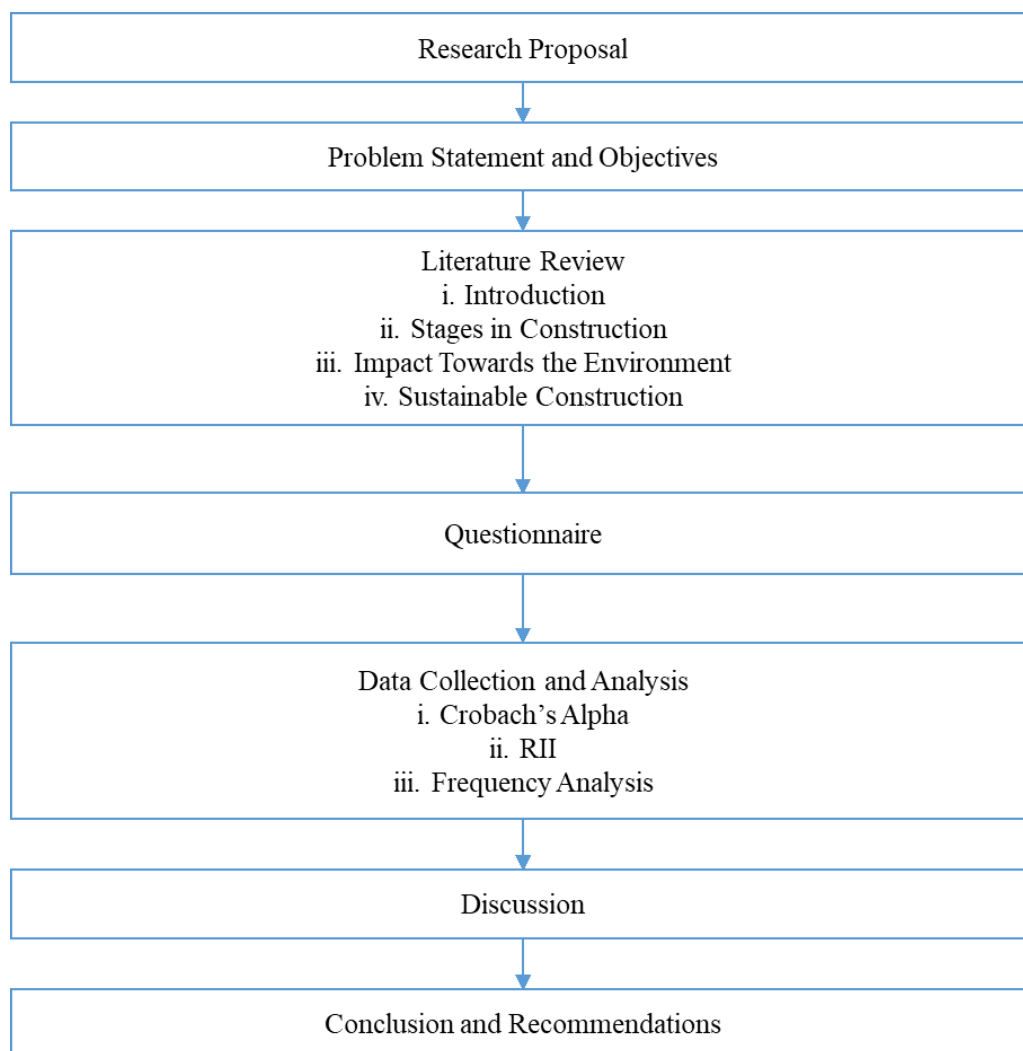 Research Proposal
Problem Statement and Objectives
Literature Review
i. Introduction
ii. Stages in Construction
iii. Impact Towards the Environment
iv. Sustainable Construction
Questionnaire
Data Collection and Analysis
i. Crobach’s Alpha
ii. RII
iii. Frequency Analysis
Discussion
Conclusion and Recommendations